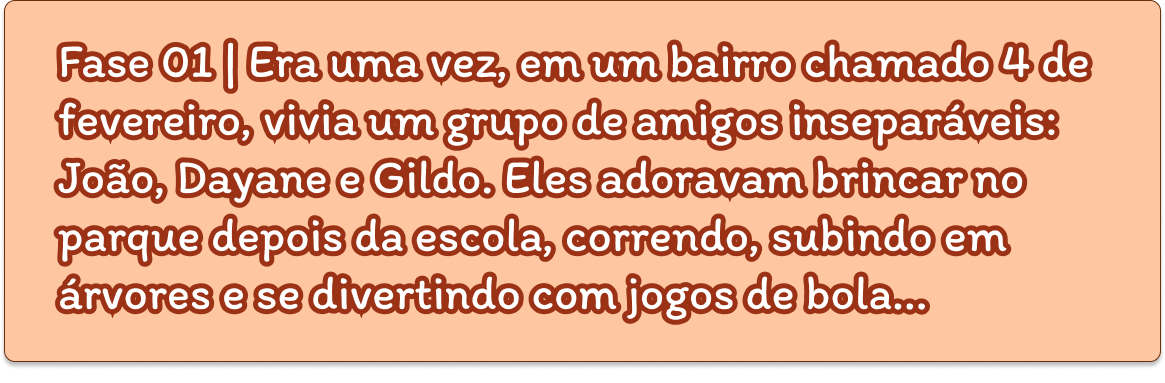 Fase 01 | Era uma vez, em um bairro chamado 4 de
fevereiro, vivia um grupo de amigos inseparáveis:
João, Dayane e Gildo. Eles adoravam brincar no
parque depois da escola, correndo, subindo em
árvores e se divertindo com jogos de bola...